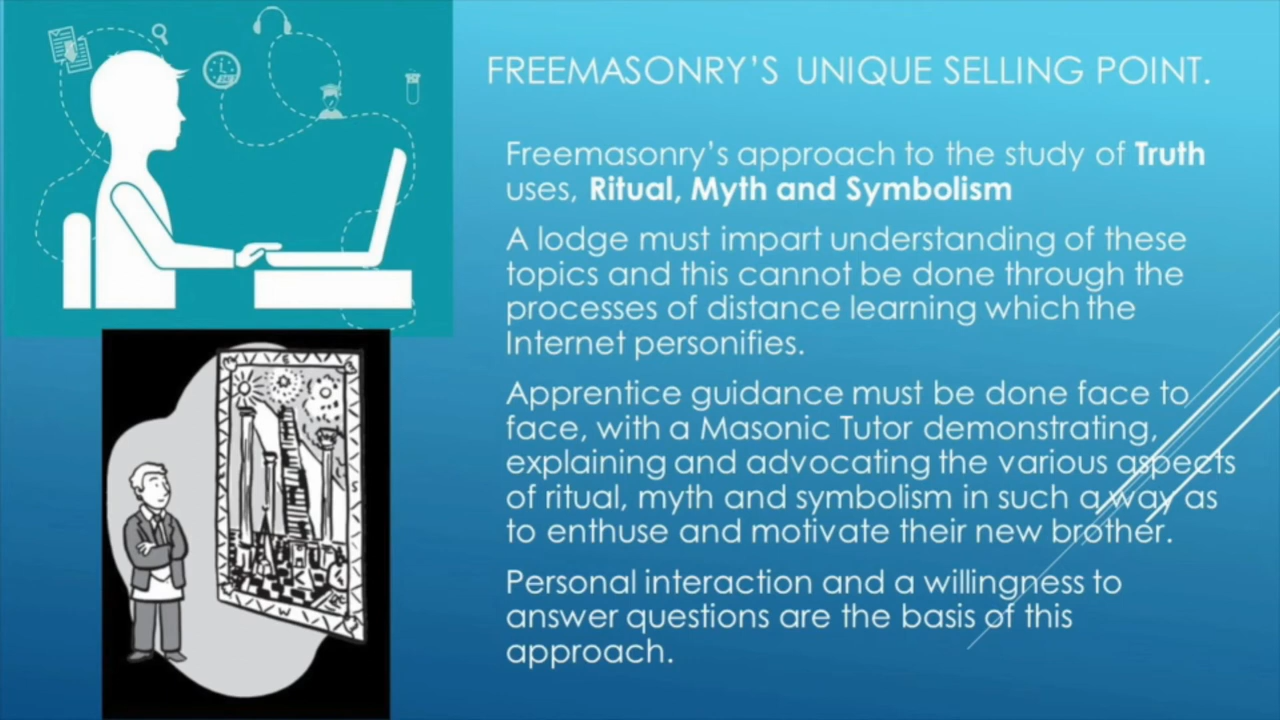 FREEMASONRY'S UNIQUE SELLING POINT.
Freemasonry's approach to the study of Truth
uses, Ritual, Myth and Symbolism
A lodge must impart understanding of these
topics and this cannot be done through the
processes of distance learning which the
Internet personifies.
Apprentice guidance must be done face to
face, with a Masonic Tutor demonstrating,
explaining and advocating the various aspects
of ritual, myth and symbolism in such a way as
to enthuse and motivate their new brother.
Personal interaction and a willingness to
answer questions are the basis of this
approach.